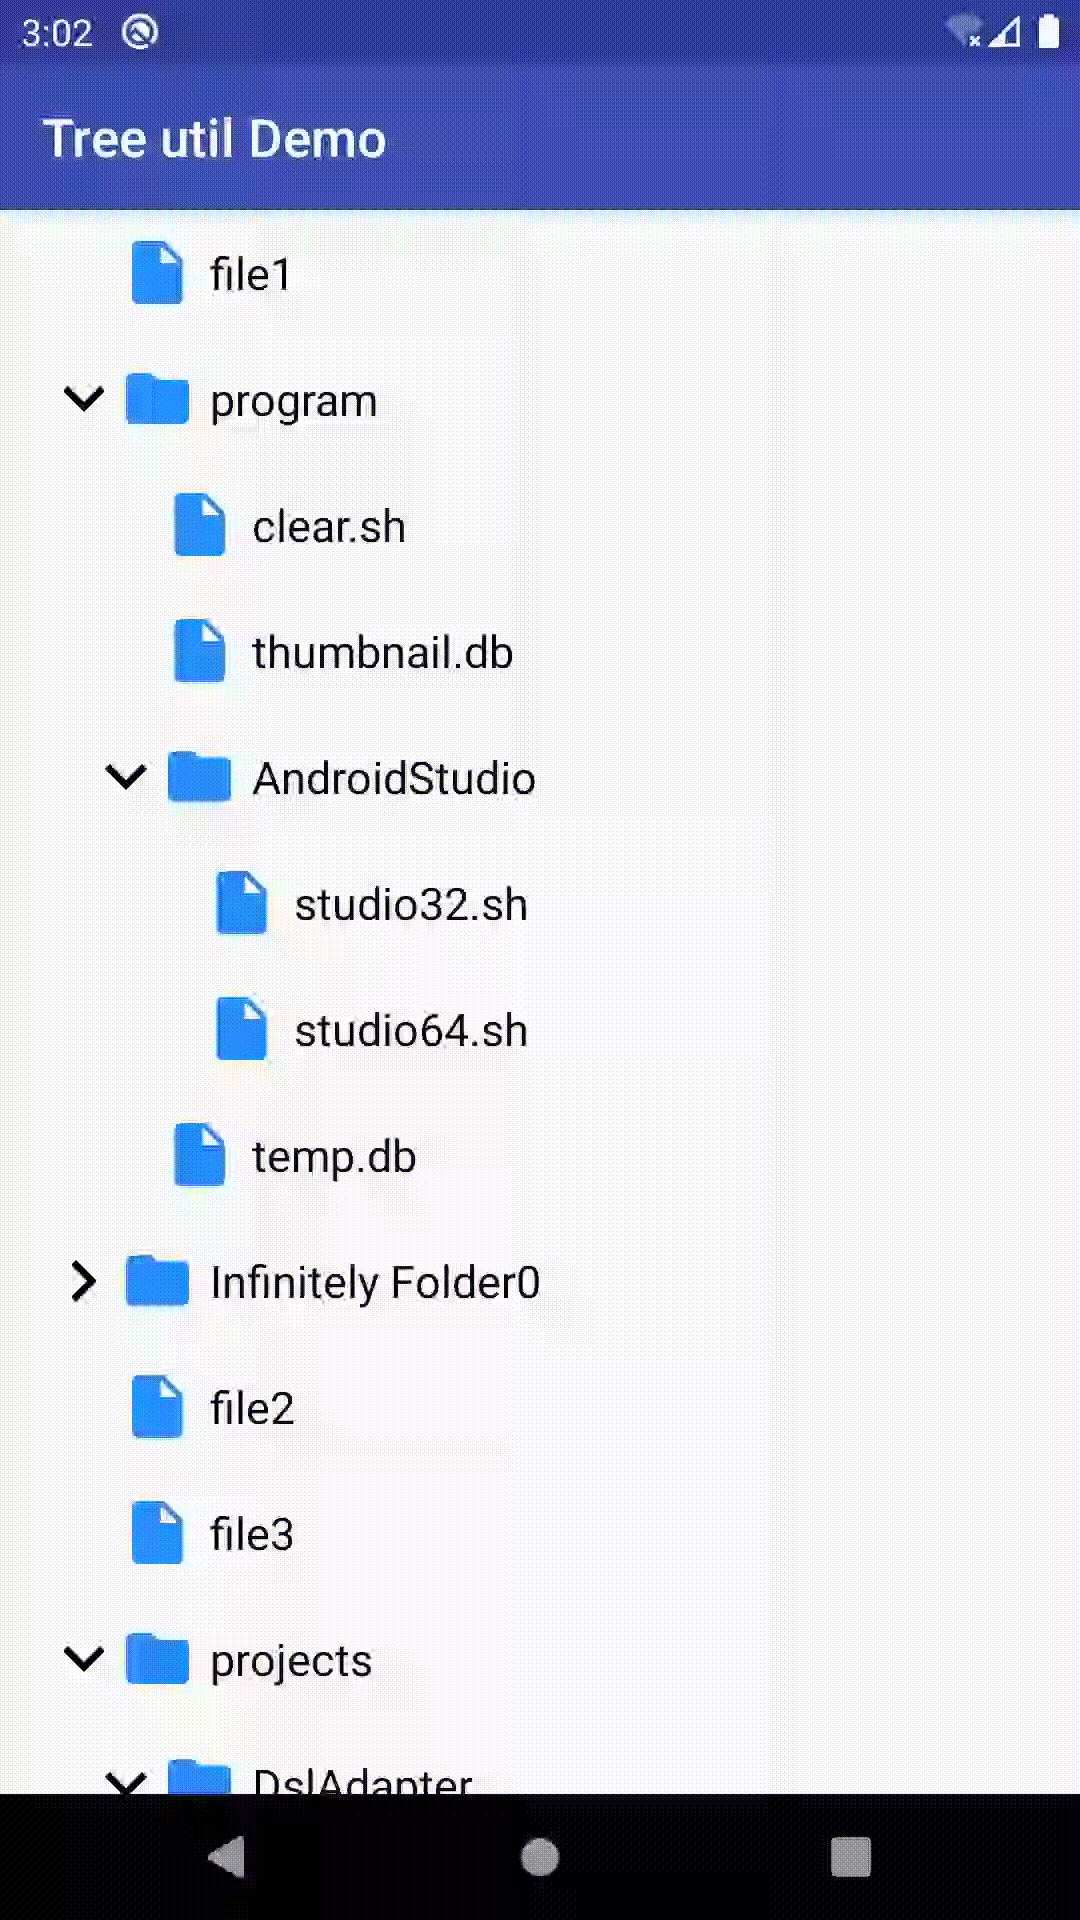 3:02
Tree util Demo
file1
program
clear.sh
thumbnail.db
AndroidStudio
studio32.sh
studio64.sh
temp.db
Infinitely Folder0
file2
file3
projects
DslAdapter